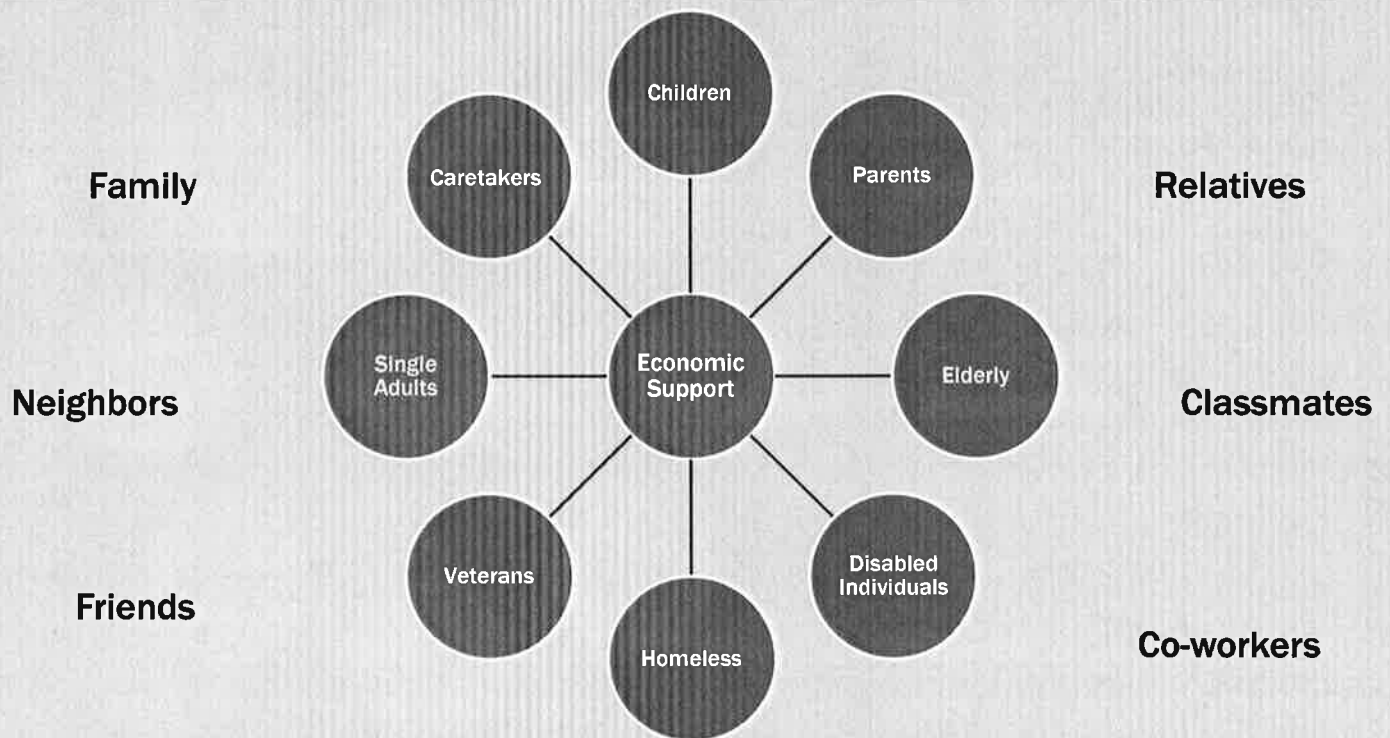 Children
Caretakers
Parents
Family
Relatives
Single
Adults
Economic
Support
Elderly
Neighbors
Classmates
Veterans
Disabled
Individuals
Friends
Homeless
Co-workers